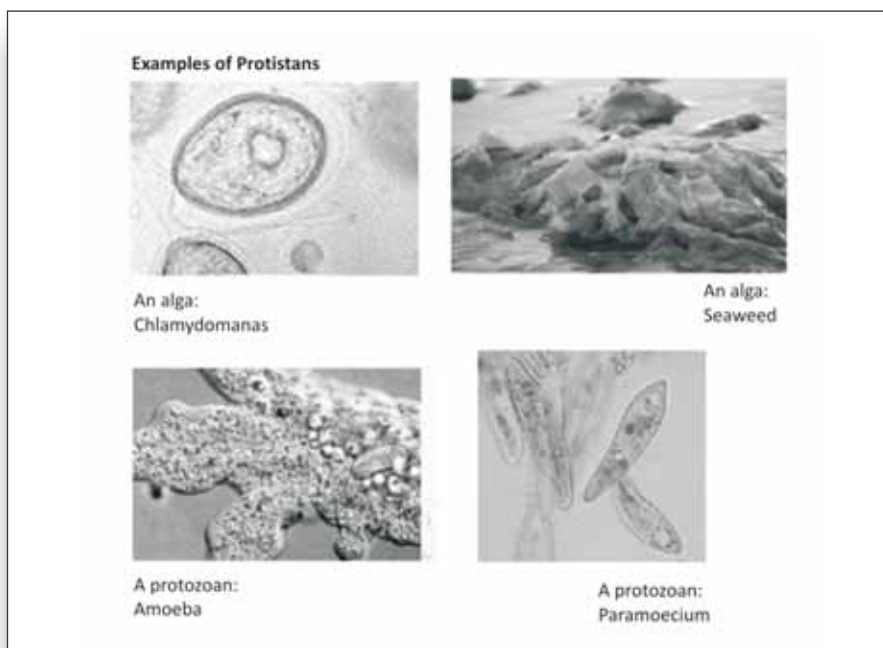 Examples of Protistans
An alga:
Chlamydomanas
An alga:
Seaweed
A protozoan:
Amoeba
A protozoan:
Paramoecium